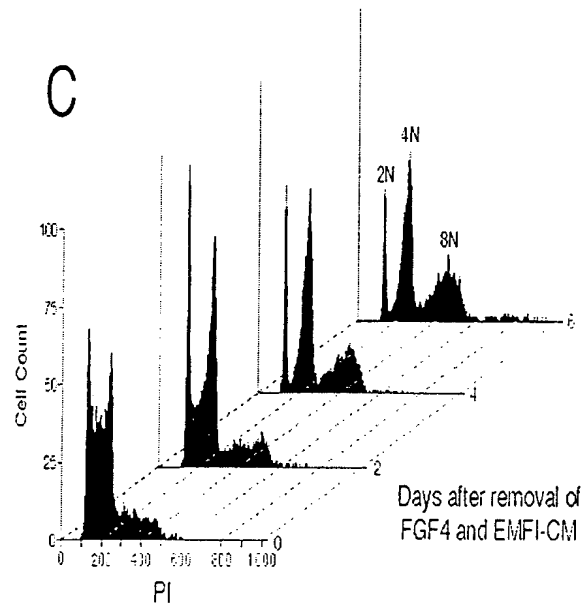 C
2N
4N
8N
100
75
50
25
0
Cell Count
0 200 400 600 800 1000
PI
0
2
4
6
Days after removal of
FGF4 and EMFI-CM